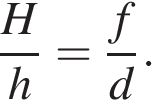 H/h = f/d.